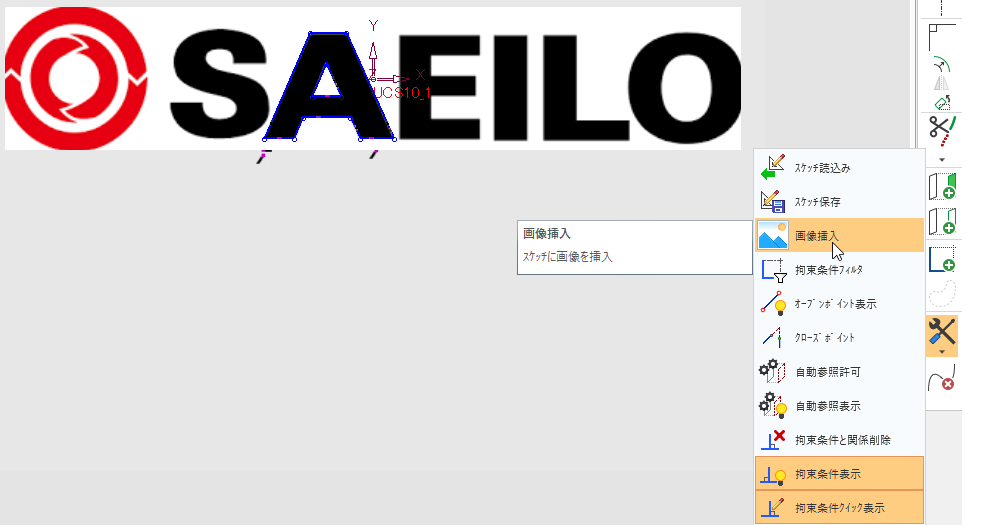 SAEILO
Y
X
UCS10_1
スケッチ読込み
スケッチ保存
画像挿入
画像挿入
スケッチに画像を挿入
拘束条件フィルタ
オープンポイント表示
クローズポイント
自動参照許可
自動参照表示
拘束条件と関係削除
拘束条件表示
拘束条件クイック表示